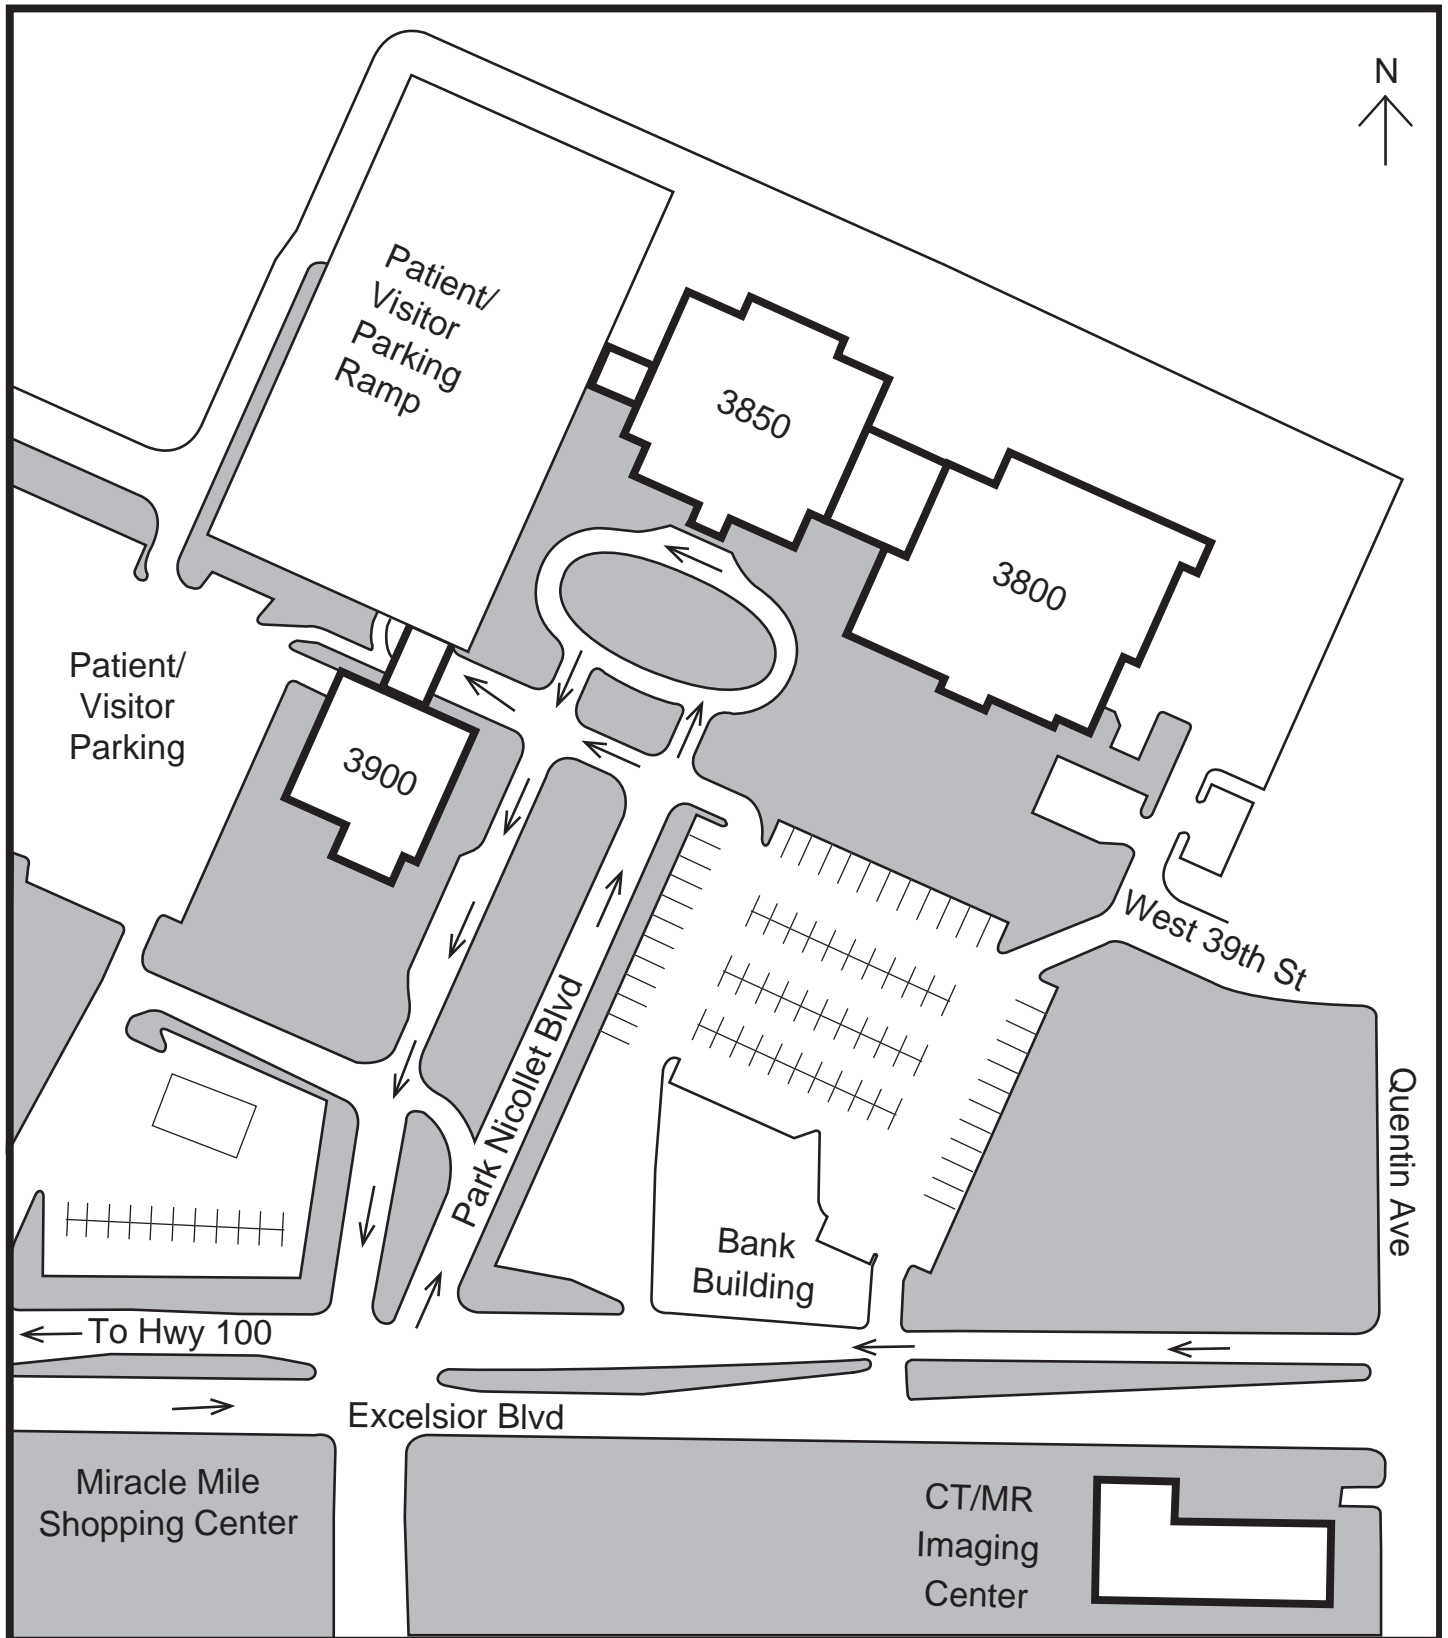 N
Patient/
Visitor
Parking
Ramp
3850
3800
Patient/
Visitor
Parking
3900
West 39th St
Park Nicollet Blvd
Quentin Ave
Bank
Building
To Hwy 100
Excelsior Blvd
Miracle Mile
Shopping Center
CT/MR
Imaging
Center